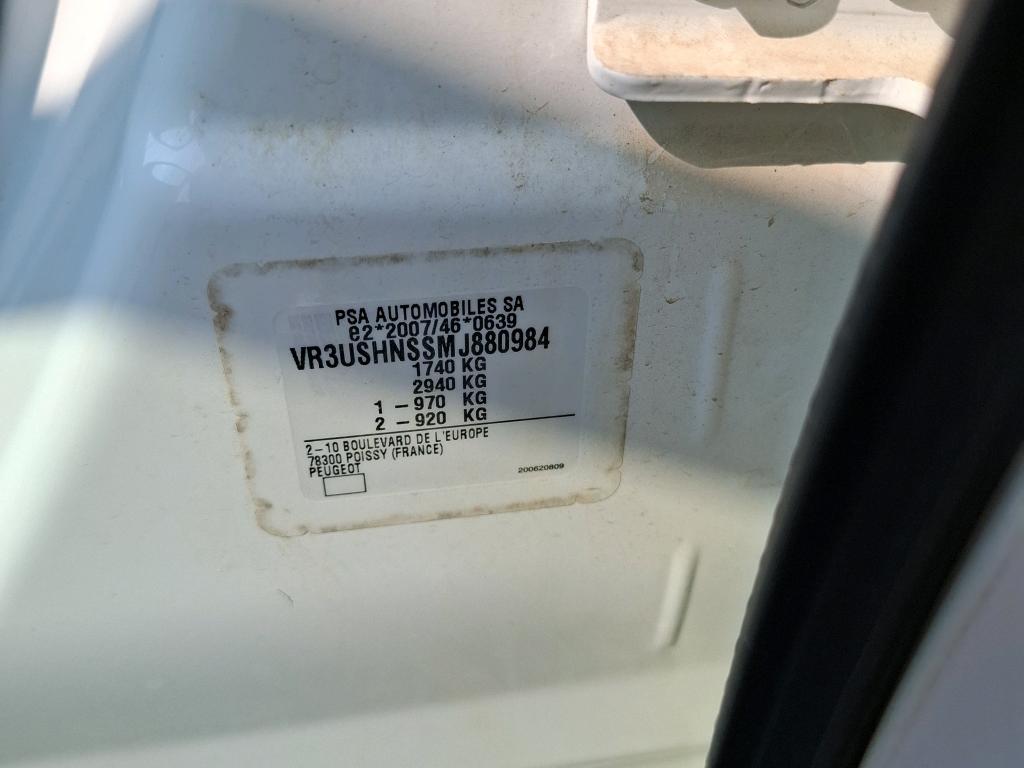 PSA AUTOMOBILES SA
e2*2007/46*0639
VR3USHNSSMJ880984
1740 KG
2940 KG
1 – 970 KG
2 – 920 KG
2–10 BOULEVARD DE L'EUROPE
78300 POISSY (FRANCE)
PEUGEOT
200620809